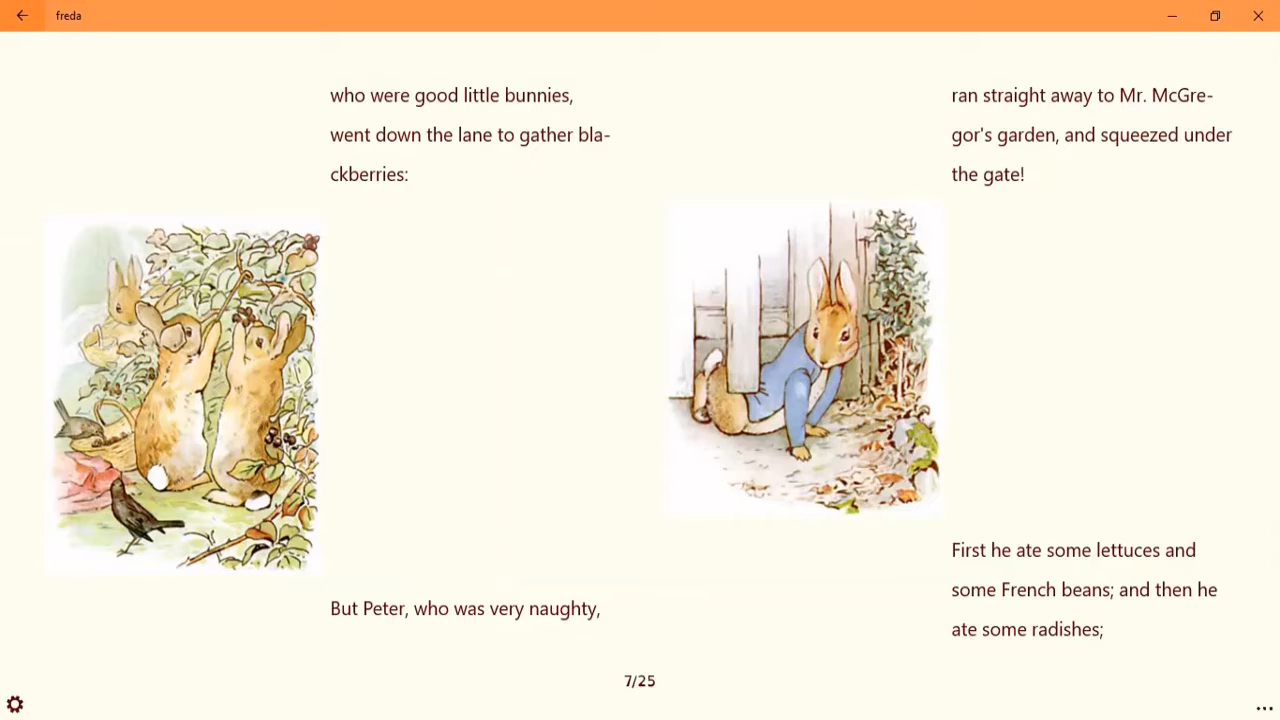 freda
who were good little bunnies,
went down the lane to gather bla-
ckberries:
But Peter, who was very naughty,
ran straight away to Mr. McGre-
gor's garden, and squeezed under
the gate!
First he ate some lettuces and
some French beans; and then he
ate some radishes;
7/25